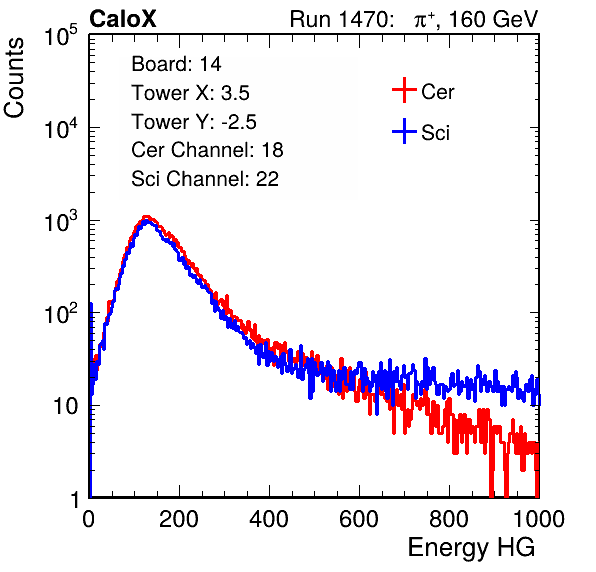 CaloX Run 1470: π⁺, 160 GeV
Counts
10⁵
10⁴
10³
10²
10
1
Board: 14
Tower X: 3.5
Tower Y: -2.5
Cer Channel: 18
Sci Channel: 22
Cer
Sci
0 200 400 600 800 1000
Energy HG